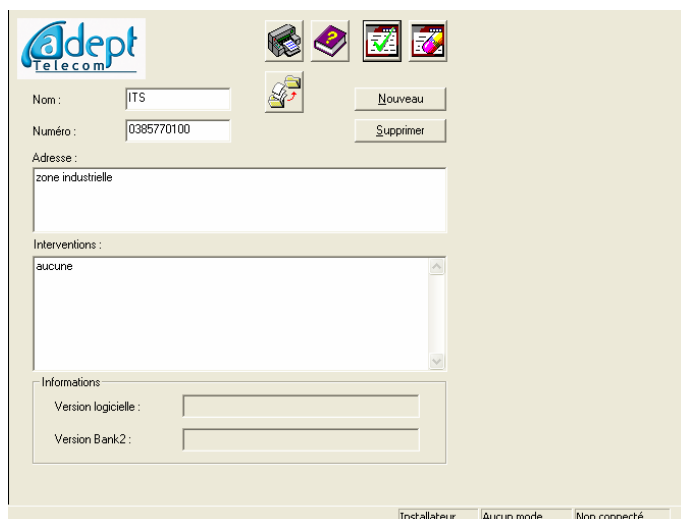 adept
Telecom
Nom :
ITS
Nouveau
Numéro :
0385770100
Supprimer
Adresse :
zone industrielle
Interventions :
aucune
Informations
Version logicielle :
Version Bank2 :
Installateur
Aucun mode
Non connecté